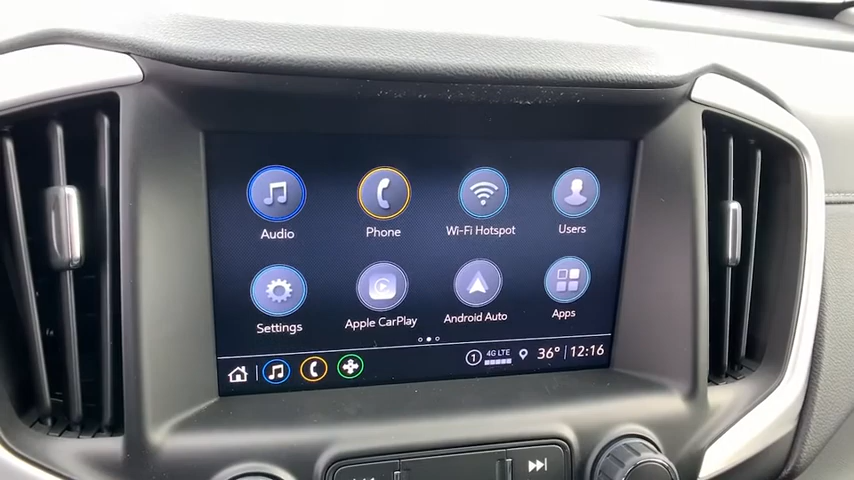 Audio Phone Wi-Fi Hotspot Users
Settings Apple CarPlay Android Auto Apps
1 4G LTE 36° 12:16